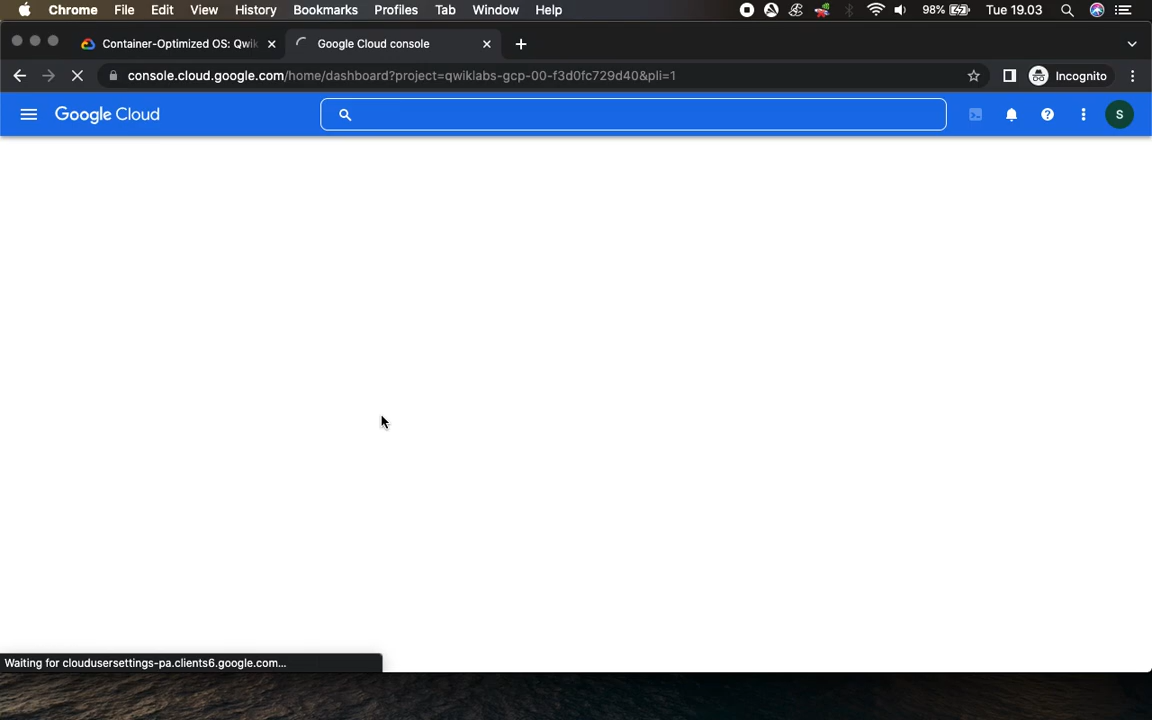 Chrome File Edit View History Bookmarks Profiles Tab Window Help 98% Tue 19.03
Container-Optimized OS: Qwik Google Cloud console
console.cloud.google.com/home/dashboard?project=qwiklabs-gcp-00-f3d0fc729d40&pli=1 Incognito
Google Cloud S
Waiting for cloudusersettings-pa.clients6.google.com...